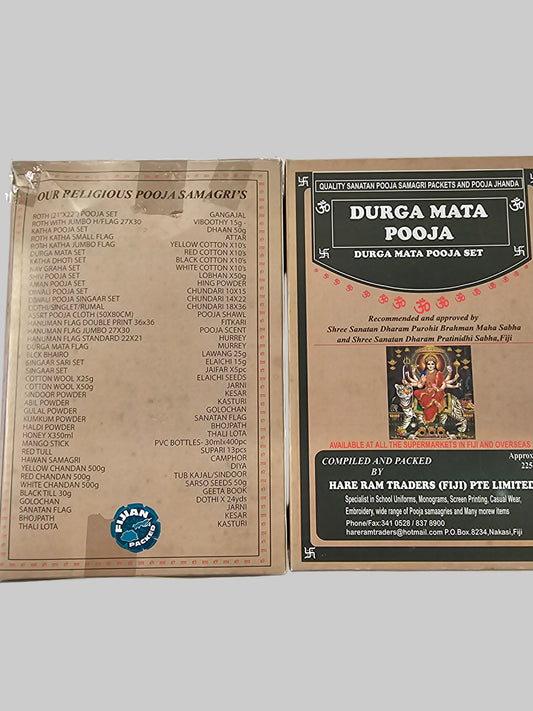 OUR RELIGIOUS POOJA SAMAGRI'S
ROTH (21"X22") POOJA SET
ROTH WITH JUMBO H/FLAG 27X30
KATHA POOJA SET
ROTH KATHA SMALL FLAG
ROTH KATHA JUMBO FLAG
DURGA MATA SET
KATHA DHOTI SET
NAV GRAHA SET
SHIV POOJA SET
AMAN POOJA SET
DIWALI POOJA SET
DIWALI POOJA SINGAAR SET
DOTHI/SINGLET/RUMAL
ASSRT POOJA CLOTH (50X80CM)
HANUMAN FLAG DOUBLE PRINT 36x36
HANUMAN FLAG JUMBO 27X30
HANUMAN FLAG STANDARD 22X21
DURGA MATA FLAG
BLCK BHAIRO
SINGAAR SARI SET
SINGAAR SET
COTTON WOOL X25g
COTTON WOOL X50g
SINDOOR POWDER
ABIL POWDER
GULAL POWDER
KUMKUM POWDER
HALDI POWDER
HONEY X350ml
MANGO STICK
RED TULL
HAWAN SAMAGRI
YELLOW CHANDAN 500g
RED CHANDAN 500g
WHITE CHANDAN 500g
BLACK TILL 30g
GOLOCHAN
SANATAN FLAG
BHOJPATH
THALI LOTA
GANGAJAL
VIBOOTHY 15g
DHAAN 50g
ATTAR
YELLOW COTTON X10's
RED COTTON X10's
BLACK COTTON X10's
WHITE COTTON X10's
LOBHAN X50g
HING POWDER
CHUNDARI 10X15
CHUNDARI 14X22
CHUNDARI 18X36
POOJA SHAWL
FITKARI
POOJA SCENT
HURREY
MURREY
LAWANG 25g
ELAICHI 15g
JAIFAR X5pc
ELAICHI SEEDS
JARNI
KESAR
KASTURI
GOLOCHAN
SANATAN FLAG
BHOJPATH
THALI LOTA
PVC BOTTLES- 30ml400pc
SUPARI 13pcs
CAMPHOR
DIYA
TUB KAJAL/SINDOOR
SARSO SEEDS 50g
GEETA BOOK
DOTHI X 24yds
JARNI
KESAR
KASTURI
FIJIAN
PACKED
QUALITY SANATAN POOJA SAMAGRI PACKETS AND POOJA JHANDA
ॐ
DURGA MATA
POOJA
ॐ
DURGA MATA POOJA SET
Recommended and approved by
Shree Sanatan Dharam Purohit Brahman Maha Sabha
and Shree Sanatan Dharam Pratinidhi Sabha,Fiji
AVAILABLE AT ALL THE SUPERMARKETS IN FIJI AND OVERSEAS
COMPILED AND PACKED
BY
Approx
225
HARE RAM TRADERS (FIJI) PTE LIMITED
Specialist in School Uniforms, Monograms, Screen Printing, Casual Wear,
Embroidery, wide range of Pooja samaagries and Many morew items
Phone/Fax:341 0528 / 837 8900
hareramtraders@hotmail.com P.O.Box.8234,Nakasi,Fiji